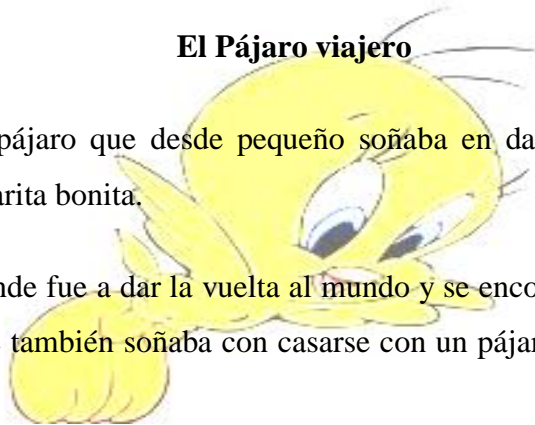 El Pájaro viajero
pájaro que desde pequeño soñaba en da
arita bonita.
nde fue a dar la vuelta al mundo y se enco
también soñaba con casarse con un pájar